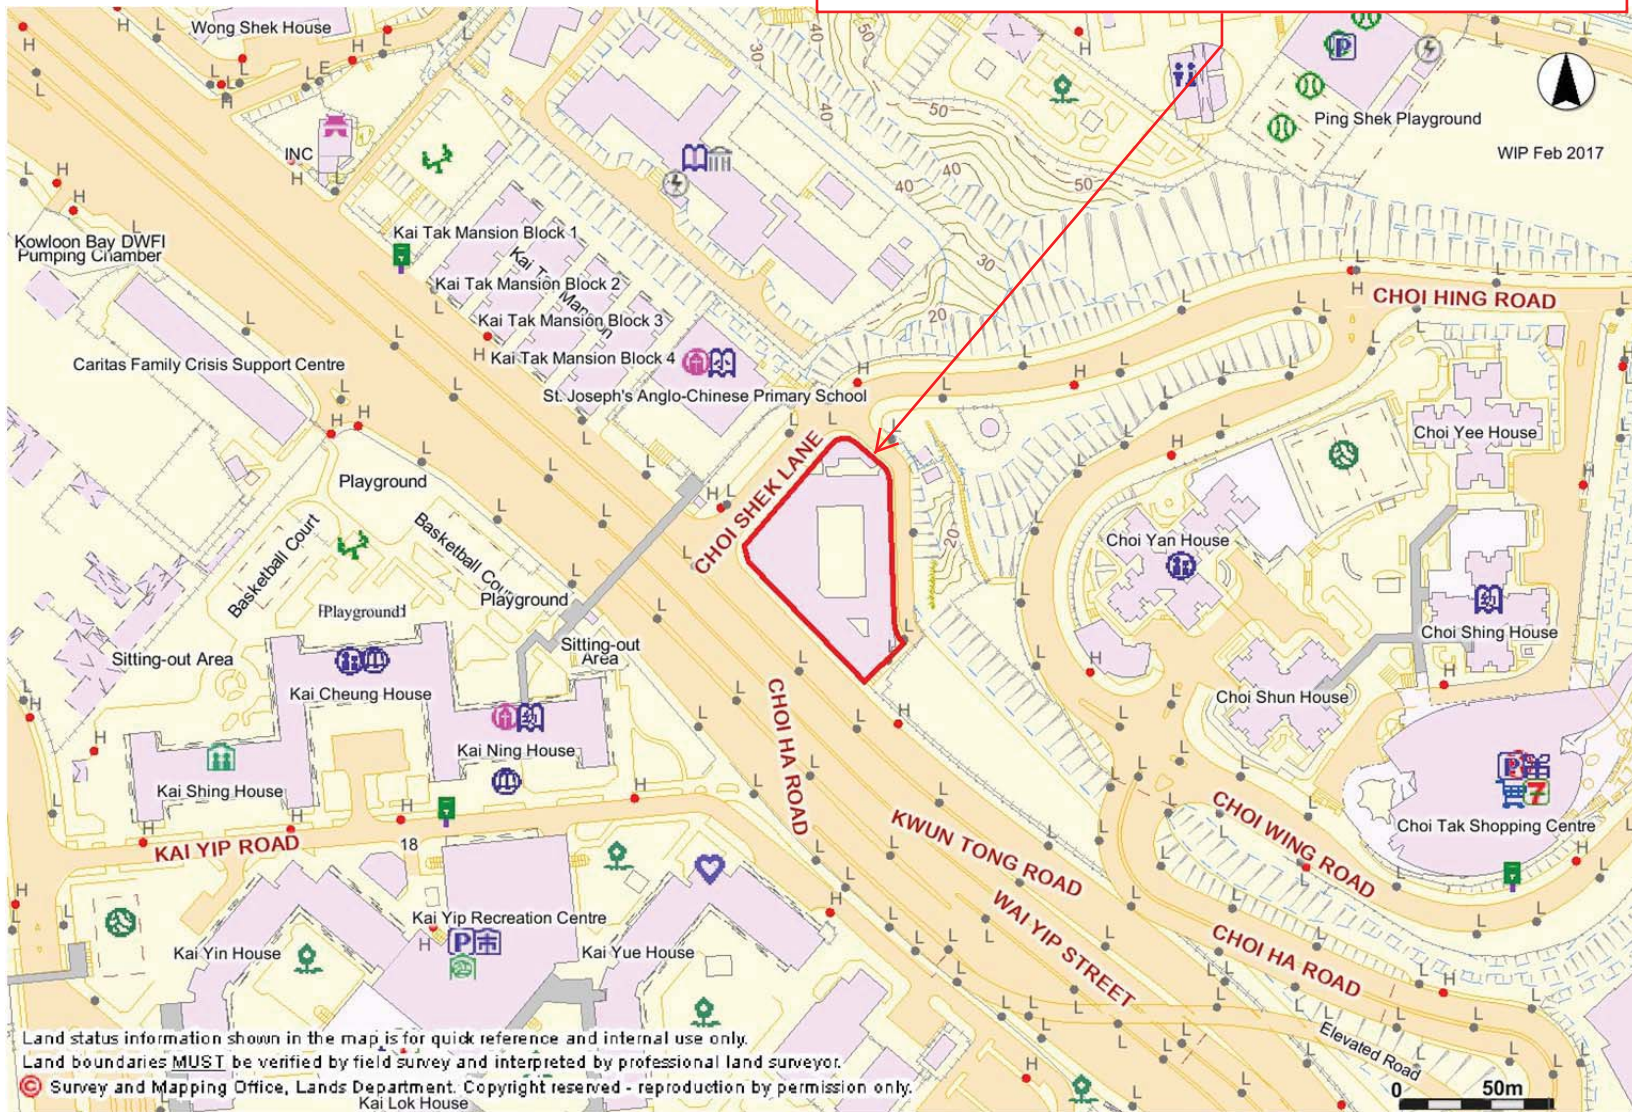 Wong Shek House
Ping Shek Playground
WIP Feb 2017
INC
Kai Tak Mansion Block 1
Kowloon Bay DWFI
Pumping Chamber
Kai Tak Mansion
Kai Tak Mansion Block 2
Kai Tak Mansion Block 3
Kai Tak Mansion Block 4
CHOI HING ROAD
Caritas Family Crisis Support Centre
St. Joseph's Anglo-Chinese Primary School
Choi Yee House
Playground
CHOI SHEK LANE
Basketball Court
Basketball Cour
Playground
Playground
Choi Yan House
Choi Shing House
Sitting-out Area
Sitting-out
Area
Kai Cheung House
Choi Shun House
Kai Ning House
CHOI HA ROAD
Kai Shing House
KAI YIP ROAD
18
KWUN TONG ROAD
CHOI WING ROAD
Choi Tak Shopping Centre
WAI YIP STREET
CHOI HA ROAD
Kai Yip Recreation Centre
Kai Yin House
Kai Yue House
Elevated Road
Land status information shown in the map is for quick reference and internal use only.
Land boundaries MUST be verified by field survey and interpreted by professional land surveyor.
© Survey and Mapping Office, Lands Department. Copyright reserved - reproduction by permission only.
Kai Lok House
0 50m